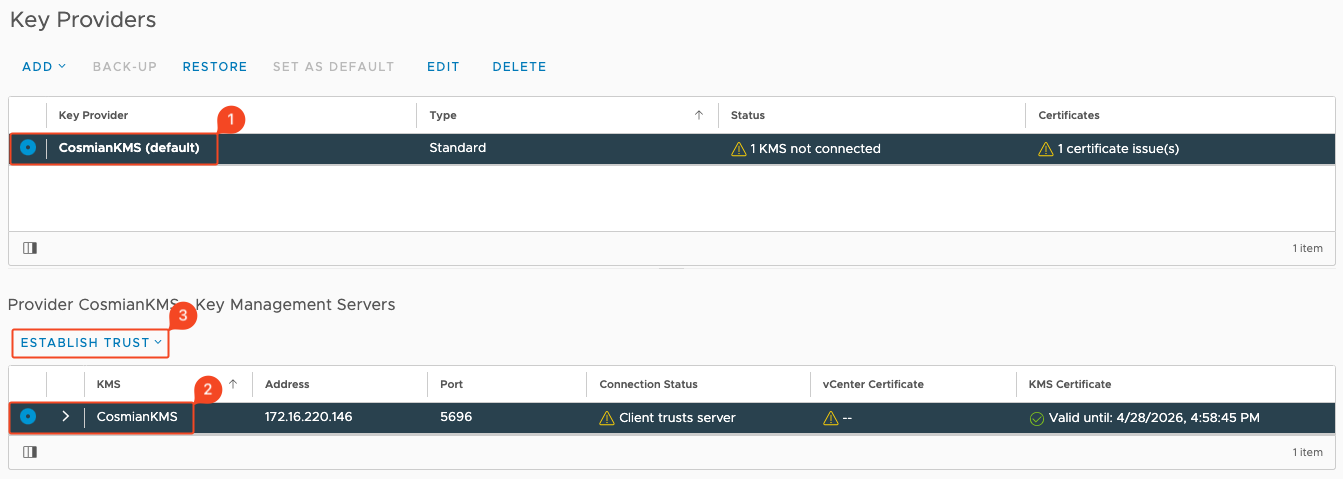 Key Providers
ADD BACK-UP RESTORE SET AS DEFAULT EDIT DELETE
Key Provider Type Status Certificates
1
CosmianKMS (default) Standard 1 KMS not connected 1 certificate issue(s)
1 item
Provider CosmianKMS - Key Management Servers
3
ESTABLISH TRUST
KMS Address Port Connection Status vCenter Certificate KMS Certificate
2
CosmianKMS 172.16.220.146 5696 Client trusts server -- Valid until: 4/28/2026, 4:58:45 PM
1 item